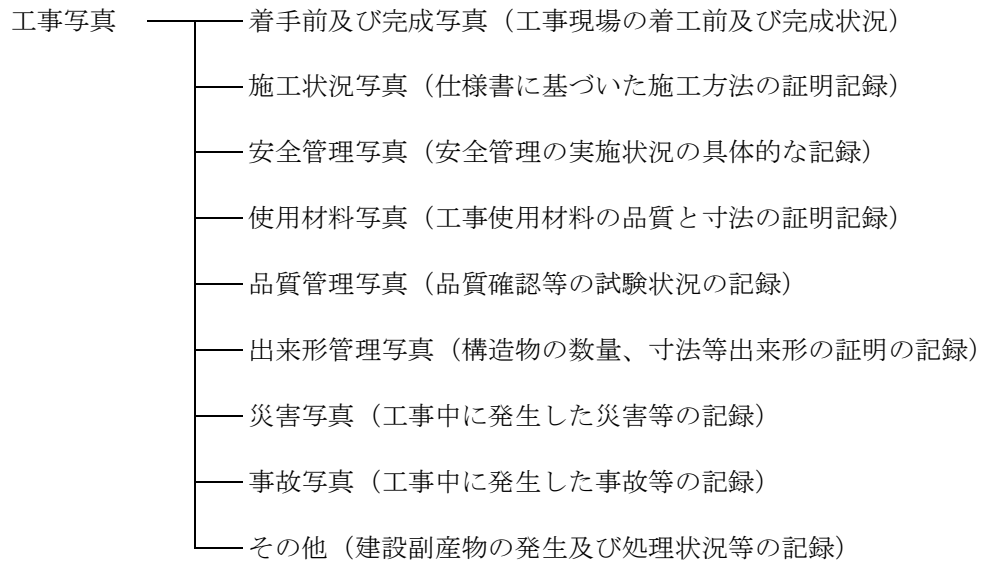 工事写真 着手前及び完成写真（工事現場の着工前及び完成状況）
施工状況写真（仕様書に基づいた施工方法の証明記録）
安全管理写真（安全管理の実施状況の具体的な記録）
使用材料写真（工事使用材料の品質と寸法の証明記録）
品質管理写真（品質確認等の試験状況の記録）
出来形管理写真（構造物の数量、寸法等出来形の証明の記録）
災害写真（工事中に発生した災害等の記録）
事故写真（工事中に発生した事故等の記録）
その他（建設副産物の発生及び処理状況等の記録）